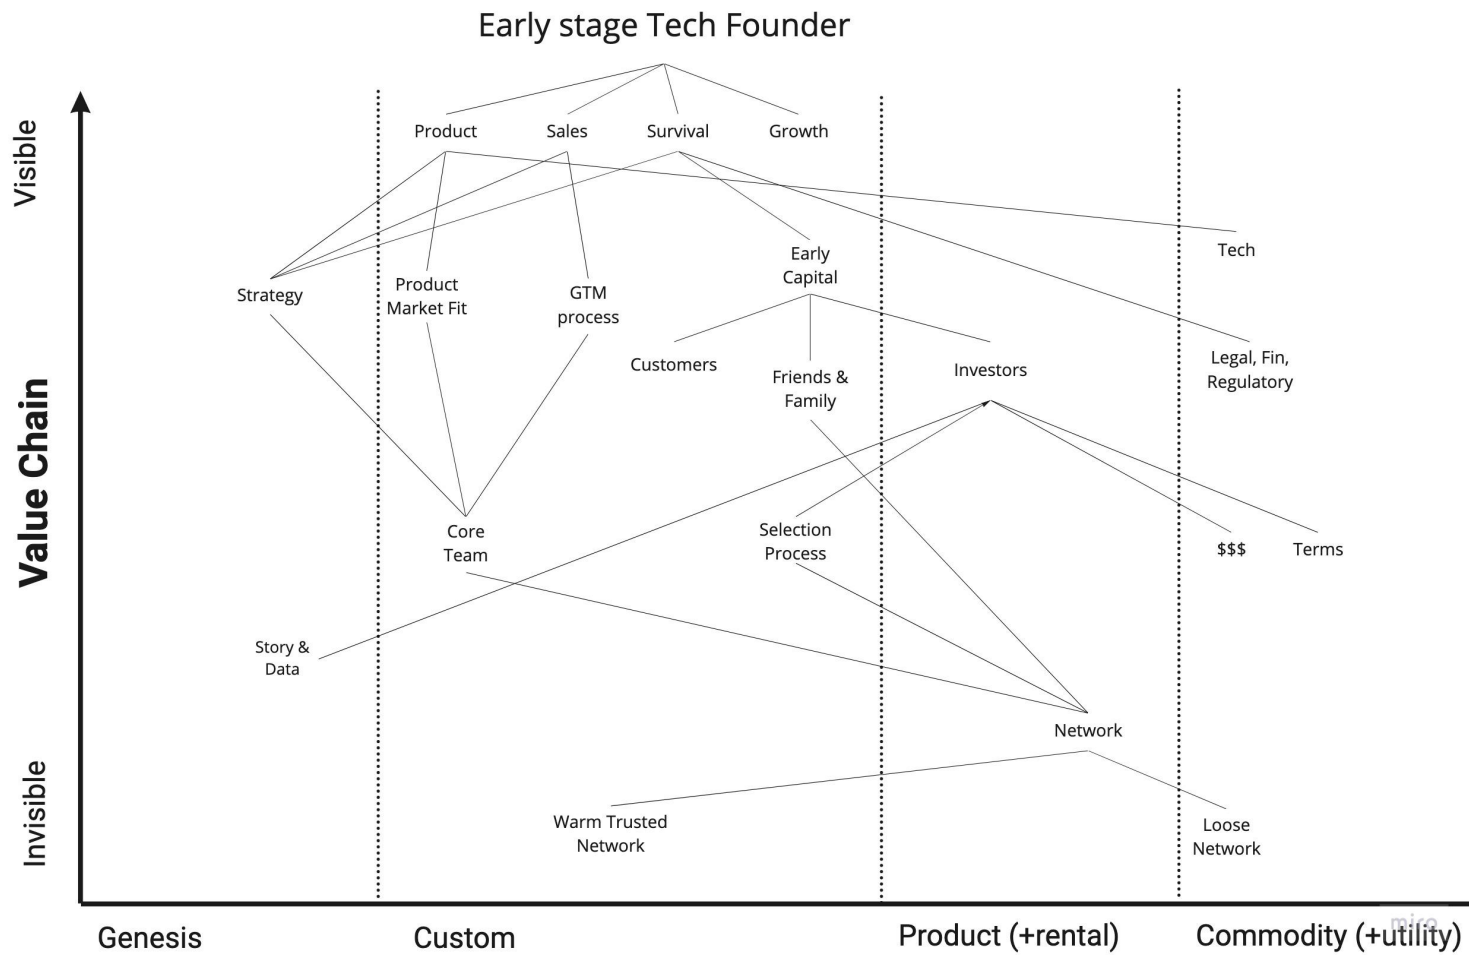 Early stage Tech Founder
Visible
Product
Sales
Survival
Growth
Tech
Early
Capital
Strategy
Product
Market Fit
GTM
process
Customers
Friends &
Family
Investors
Legal, Fin,
Regulatory
Value Chain
Core
Team
Selection
Process
$$$
Terms
Story &
Data
Network
Invisible
Warm Trusted
Network
Loose
Network
Genesis
Custom
Product (+rental)
Commodity (+utility)
miro